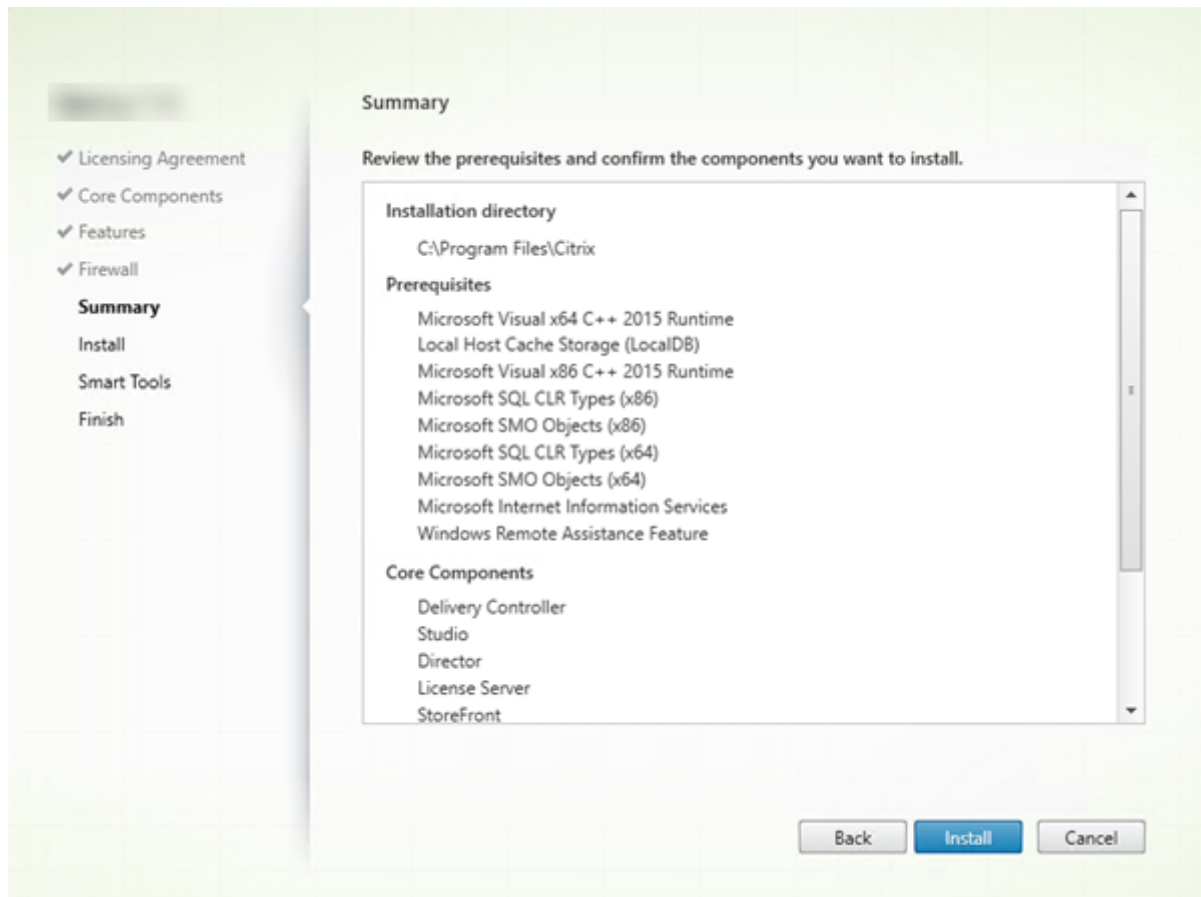 Licensing Agreement
Core Components
Features
Firewall
Summary
Install
Smart Tools
Finish
Summary
Review the prerequisites and confirm the components you want to install.
Installation directory
C:\Program Files\Citrix
Prerequisites
Microsoft Visual x64 C++ 2015 Runtime
Local Host Cache Storage (LocalDB)
Microsoft Visual x86 C++ 2015 Runtime
Microsoft SQL CLR Types (x86)
Microsoft SMO Objects (x86)
Microsoft SQL CLR Types (x64)
Microsoft SMO Objects (x64)
Microsoft Internet Information Services
Windows Remote Assistance Feature
Core Components
Delivery Controller
Studio
Director
License Server
StoreFront
Back
Install
Cancel